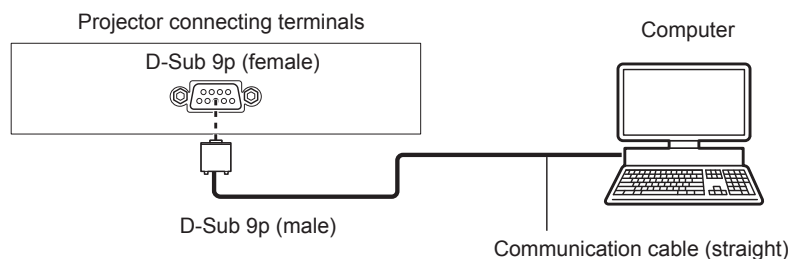 Projector connecting terminals
Computer
D-Sub 9p (female)
D-Sub 9p (male)
Communication cable (straight)